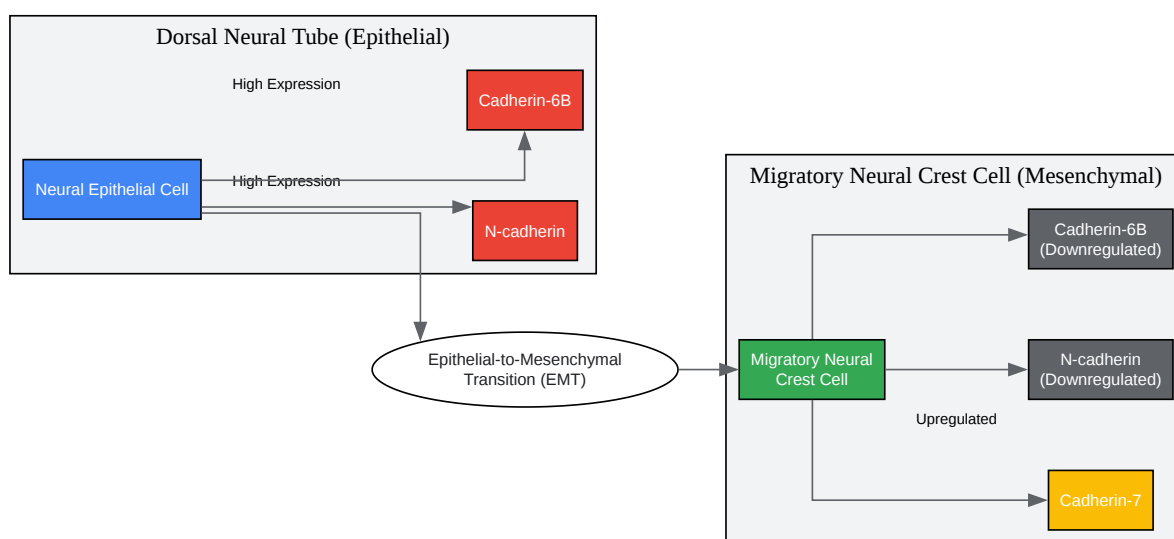 Dorsal Neural Tube (Epithelial)
High Expression
Cadherin-6B
Neural Epithelial Cell
High Expression
N-cadherin
Epithelial-to-Mesenchymal
Transition (EMT)
Migratory Neural Crest Cell (Mesenchymal)
Cadherin-6B
(Downregulated)
Migratory Neural
Crest Cell
N-cadherin
(Downregulated)
Upregulated
Cadherin-7